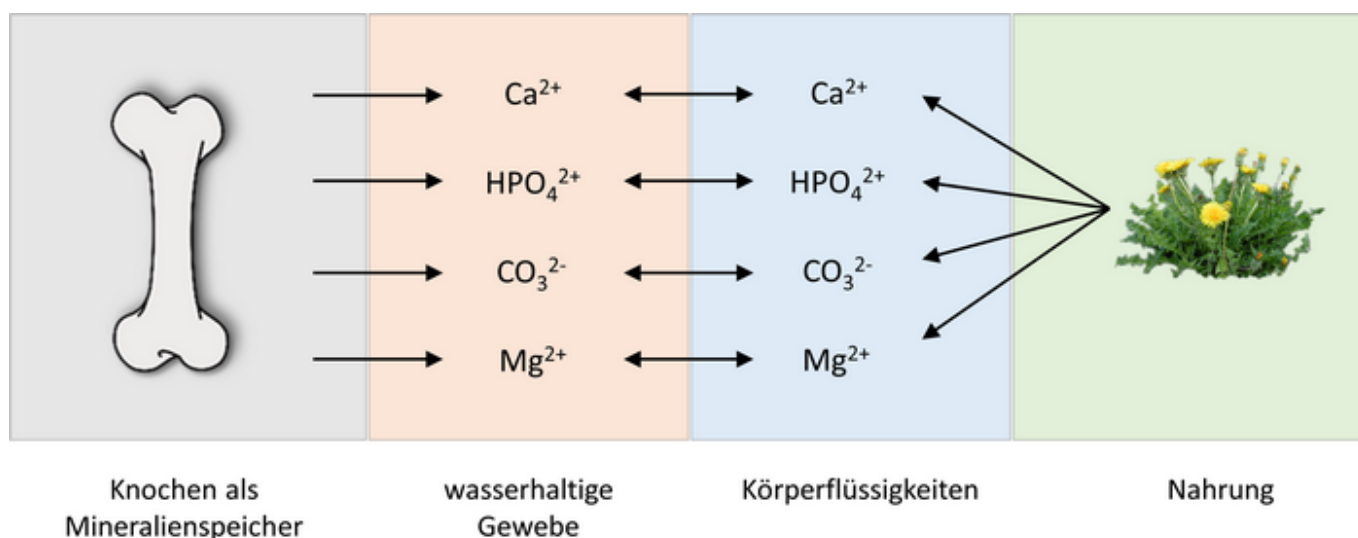 Ca²⁺ Ca²⁺
HPO₄²⁺ HPO₄²⁺
CO₃²⁻ CO₃²⁻
Mg²⁺ Mg²⁺
Knochen als
Mineralienspeicher
wasserhaltige
Gewebe
Körperflüssigkeiten
Nahrung